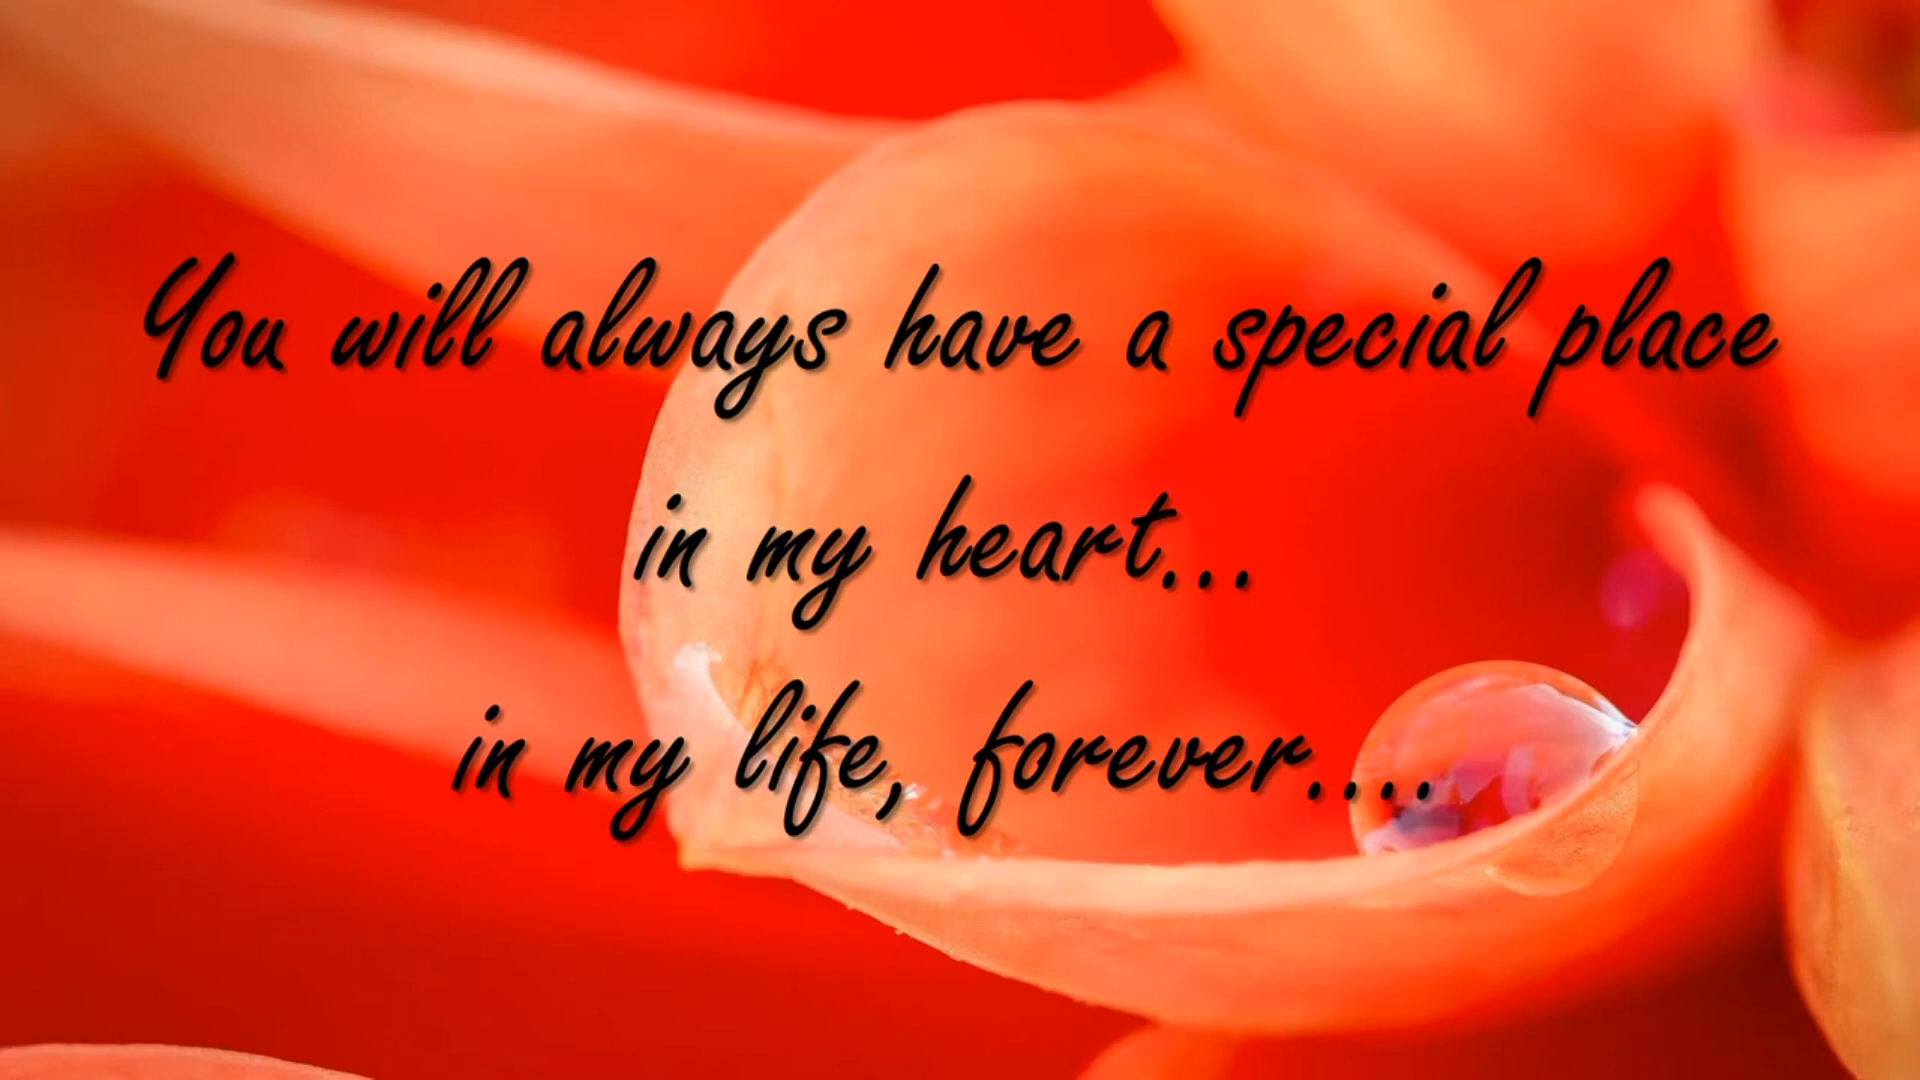 You will always have a special place
in my heart...
in my life, forever....